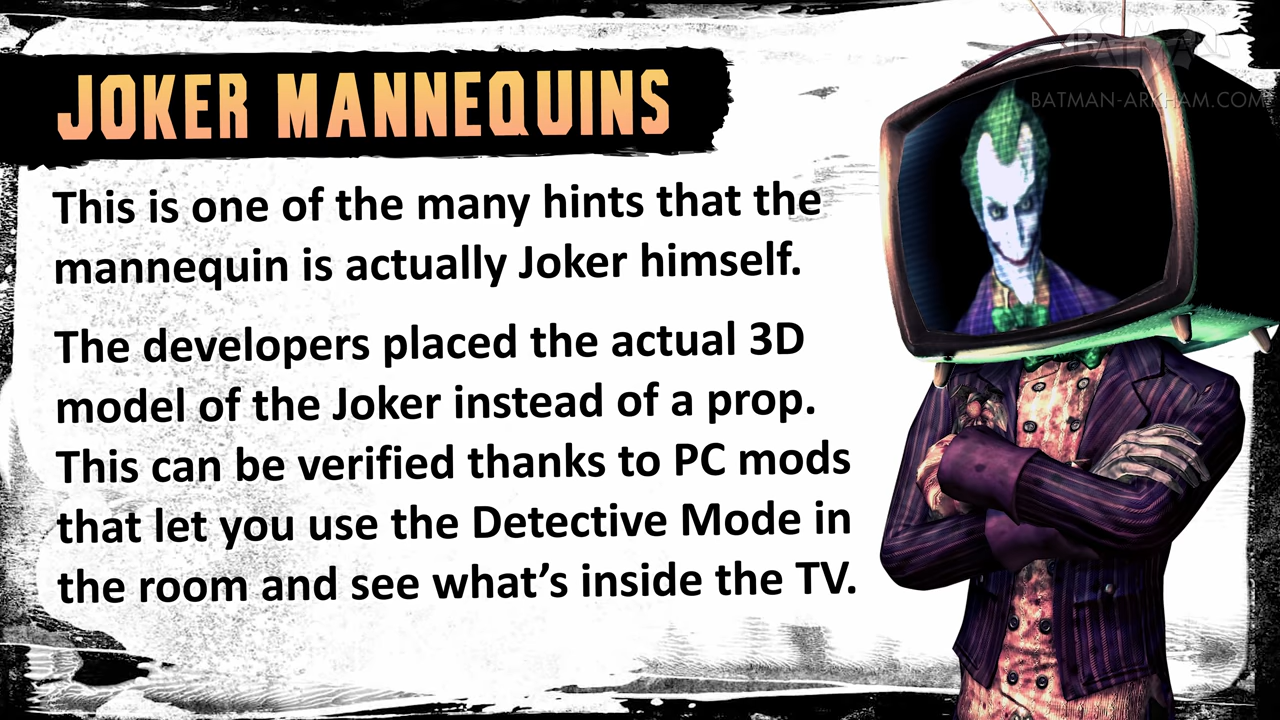 BATMAN-ARKHAM.COM
JOKER MANNEQUINS
This is one of the many hints that the
mannequin is actually Joker himself.
The developers placed the actual 3D
model of the Joker instead of a prop.
This can be verified thanks to PC mods
that let you use the Detective Mode in
the room and see what’s inside the TV.